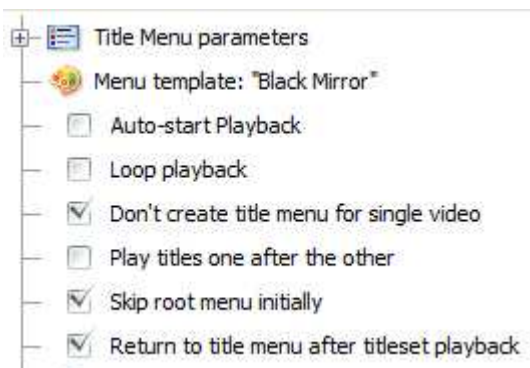 Title Menu parameters
Menu template: "Black Mirror"
Auto-start Playback
Loop playback
Don't create title menu for single video
Play titles one after the other
Skip root menu initially
Return to title menu after titleset playback